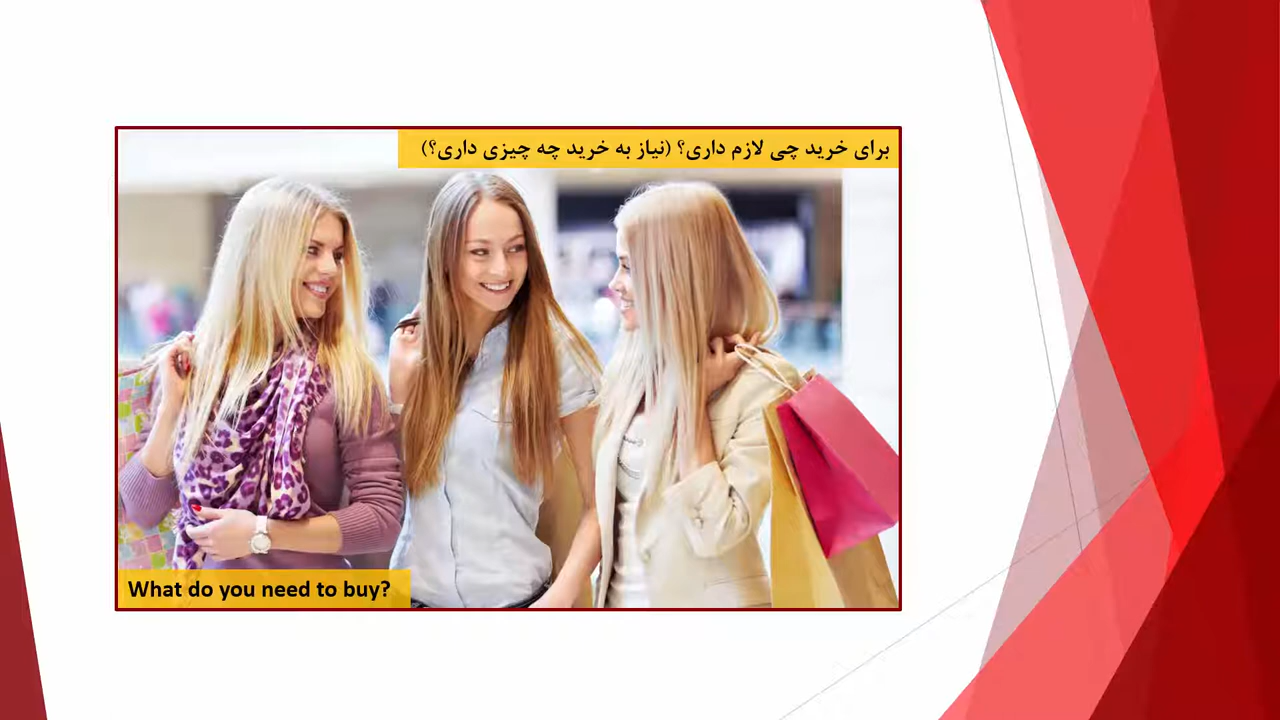 برای خرید چی لازم داری؟ (نیاز به خرید چه چیزی داری؟)
What do you need to buy?